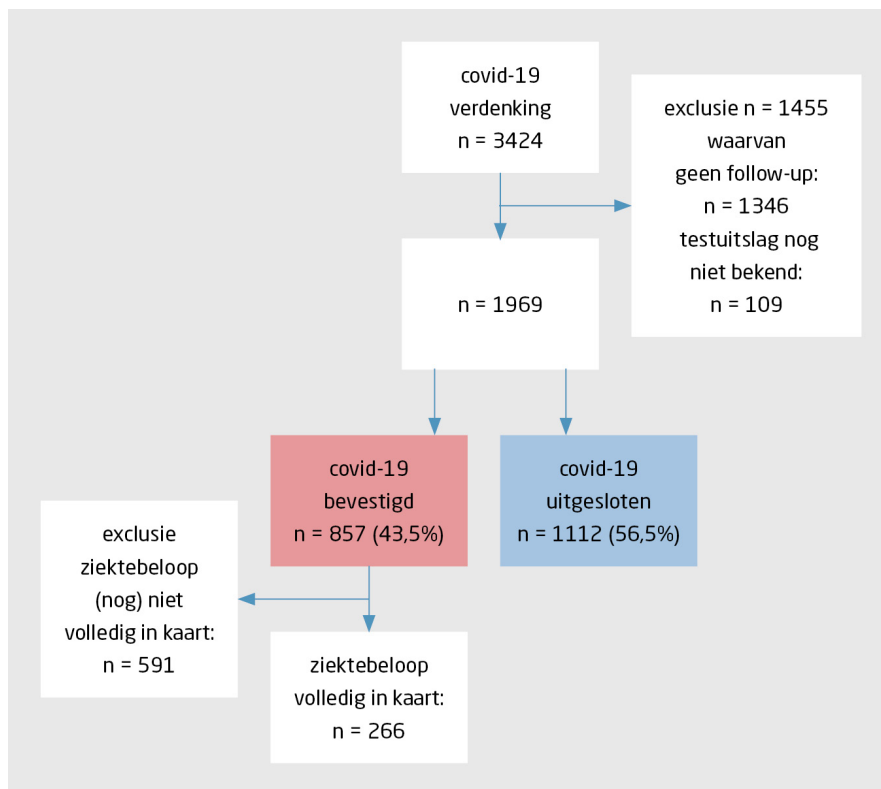 covid-19
verdenking
n = 3424
exclusie n = 1455
waarvan
geen follow-up:
n = 1346
testuitslag nog
niet bekend:
n = 109
n = 1969
covid-19
bevestigd
n = 857 (43,5%)
covid-19
uitgesloten
n = 1112 (56,5%)
exclusie
ziektebeloop
(nog) niet
volledig in kaart:
n = 591
ziektebeloop
volledig in kaart:
n = 266